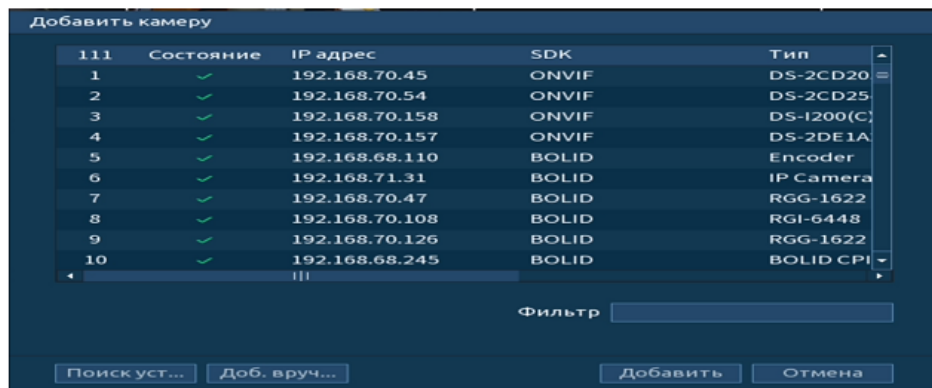 Добавить камеру
111 Состояние IP адрес SDK Тип
1 192.168.70.45 ONVIF DS-2CD20
2 192.168.70.54 ONVIF DS-2CD25
3 192.168.70.158 ONVIF DS-I200(C)
4 192.168.70.157 ONVIF DS-2DE1A
5 192.168.68.110 BOLID Encoder
6 192.168.71.31 BOLID IP Camera
7 192.168.70.47 BOLID RGG-1622
8 192.168.70.108 BOLID RGI-6448
9 192.168.70.126 BOLID RGG-1622
10 192.168.68.245 BOLID BOLID CPI
Фильтр
Поиск уст... Доб. вруч... Добавить Отмена